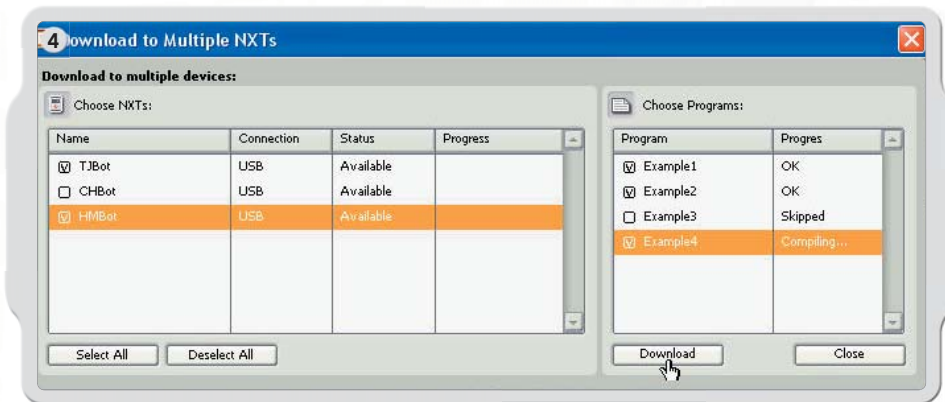 4 ownload to Multiple NXTs
Download to multiple devices:
Choose NXTs:
Name Connection Status Progress
TJBot USB Available
CHBot USB Available
HMBot USB Available
Select All Deselect All
Choose Programs:
Program Progres
Example1 OK
Example2 OK
Example3 Skipped
Example4 Compiling...
Download Close